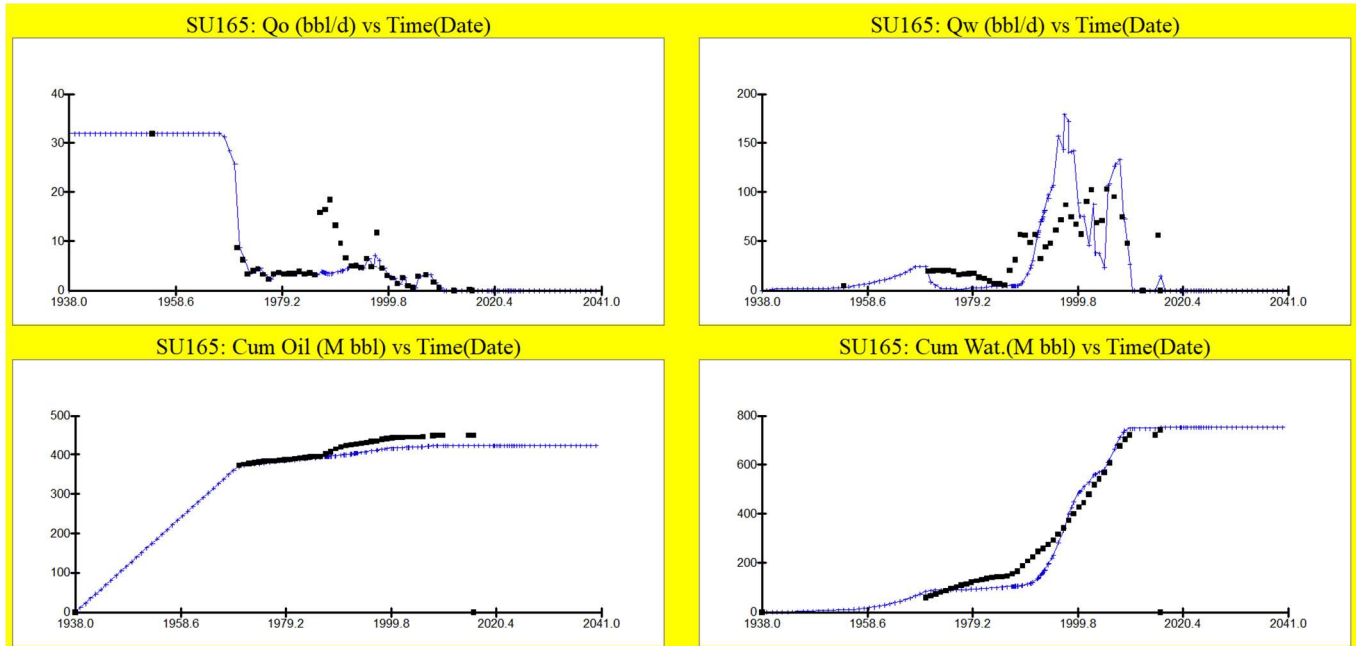 SU165: Qo (bbl/d) vs Time(Date)
40
30
20
10
0
1938.0 1958.6 1979.2 1999.8 2020.4 2041.0
SU165: Qw (bbl/d) vs Time(Date)
200
150
100
50
0
1938.0 1958.6 1979.2 1999.8 2020.4 2041.0
SU165: Cum Oil (M bbl) vs Time(Date)
500
400
300
200
100
0
1938.0 1958.6 1979.2 1999.8 2020.4 2041.0
SU165: Cum Wat.(M bbl) vs Time(Date)
800
600
400
200
0
1938.0 1958.6 1979.2 1999.8 2020.4 2041.0